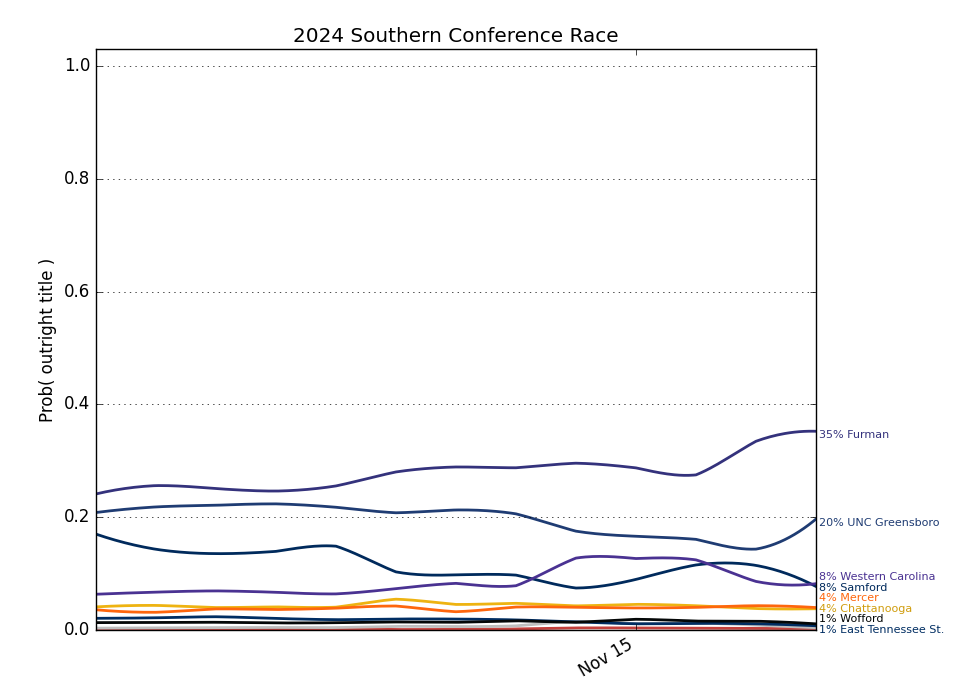 2024 Southern Conference Race
1.0
0.8
0.6
0.4
0.2
0.0
Prob( outright title )
Nov 15
35% Furman
20% UNC Greensboro
8% Western Carolina
8% Samford
4% Mercer
4% Chattanooga
1% Wofford
1% East Tennessee St.